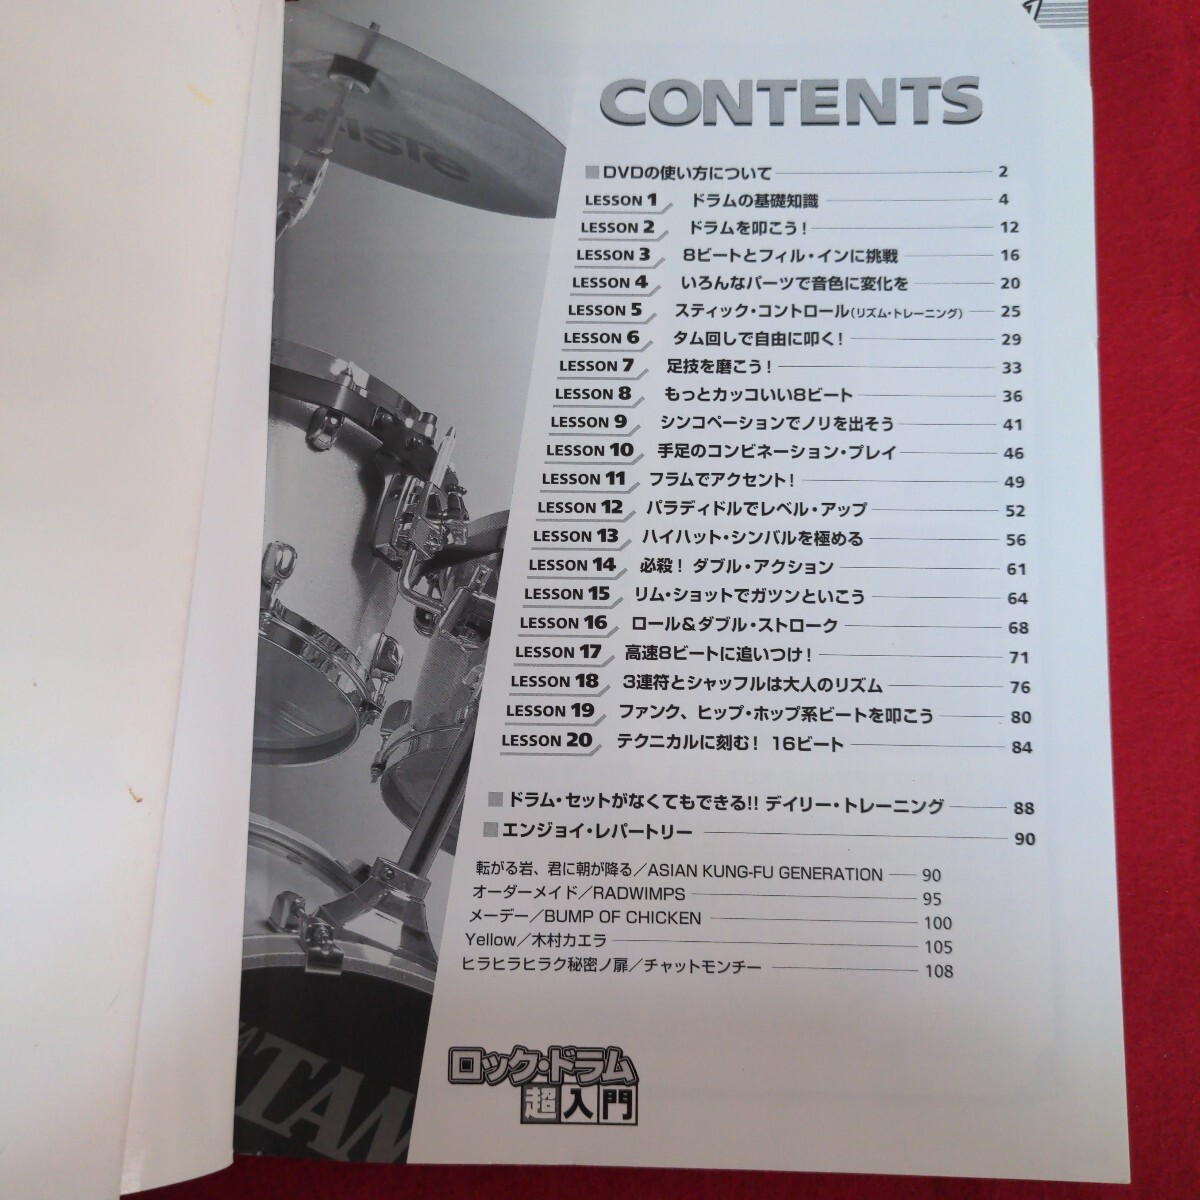 CONTENTS
■DVDの使い方について 2
LESSON 1 ドラムの基礎知識 4
LESSON 2 ドラムを叩こう! 12
LESSON 3 8ビートとフィル・インに挑戦 16
LESSON 4 いろんなパーツで音色に変化を 20
LESSON 5 スティック・コントロール(リズム・トレーニング) 25
LESSON 6 タム回しで自由に叩く! 29
LESSON 7 足技を磨こう! 33
LESSON 8 もっとカッコいい8ビート 36
LESSON 9 シンコペーションでノリを出そう 41
LESSON 10 手足のコンビネーション・プレイ 46
LESSON 11 フラムでアクセント! 49
LESSON 12 パラディドルでレベル・アップ 52
LESSON 13 ハイハット・シンバルを極める 56
LESSON 14 必殺! ダブル・アクション 61
LESSON 15 リム・ショットでガツンといこう 64
LESSON 16 ロール&ダブル・ストローク 68
LESSON 17 高速8ビートに追いつけ! 71
LESSON 18 3連符とシャッフルは大人のリズム 76
LESSON 19 ファンク、ヒップ・ホップ系ビートを叩こう 80
LESSON 20 テクニカルに刻む! 16ビート 84
■ドラム・セットがなくてもできる!! デイリー・トレーニング 88
■エンジョイ・レパートリー 90
転がる岩、君に朝が降る/ASIAN KUNG-FU GENERATION 90
オーダーメイド/RADWIMPS 95
メーデー/BUMP OF CHICKEN 100
Yellow/木村カエラ 105
ヒラヒラヒラク秘密ノ扉/チャットモンチー 108
ロック・ドラム
超入門
PAISTE
TAM